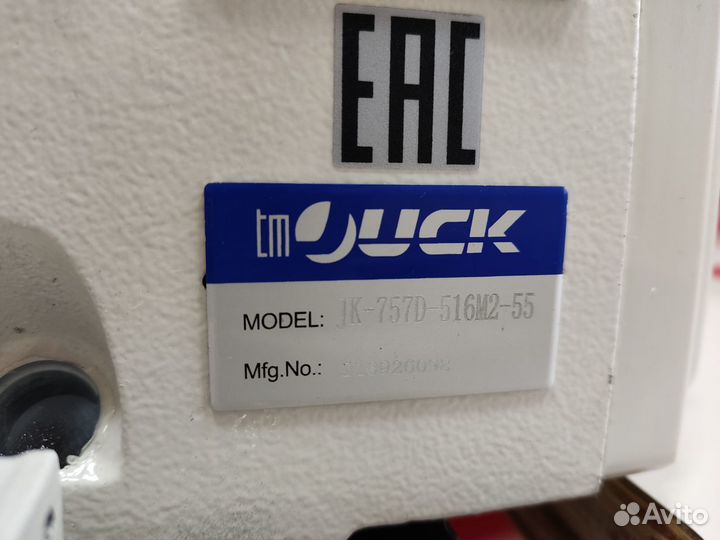 EAC
tm JUCK
MODEL: JK-757D-516M2-55
Mfg.No.:
Avito